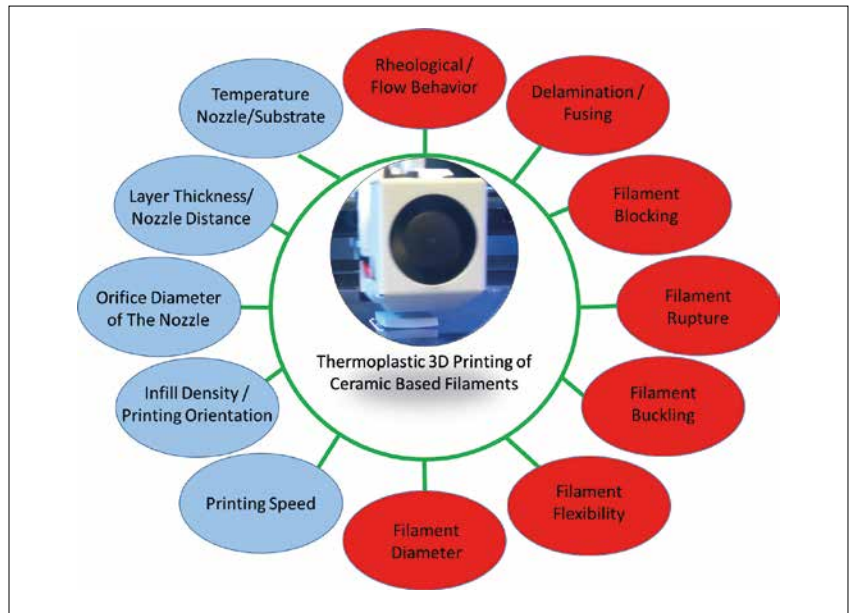 Rheological /
Flow Behavior
Temperature
Nozzle/Substrate
Delamination /
Fusing
Layer Thickness/
Nozzle Distance
Filament
Blocking
Orifice Diameter
of The Nozzle
Filament
Rupture
Thermoplastic 3D Printing of
Ceramic Based Filaments
Infill Density /
Printing Orientation
Filament
Buckling
Printing Speed
Filament
Flexibility
Filament
Diameter